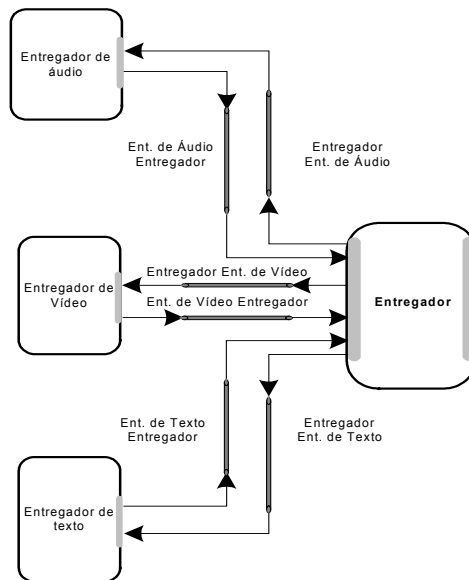 Entregador de
áudio
Ent. de Áudio
Entregador
Entregador
Ent. de Áudio
Entregador de
Vídeo
Entregador Ent. de Vídeo
Ent. de Vídeo Entregador
Entregador
Ent. de Texto
Entregador
Entregador
Ent. de Texto
Entregador de
texto